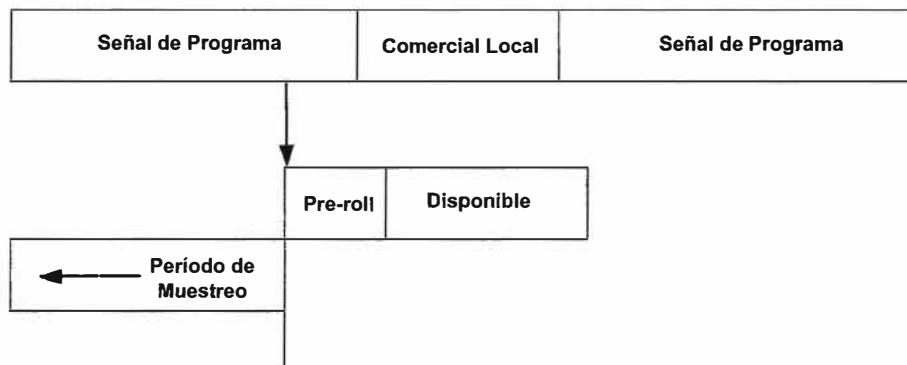 Señal de Programa
Comercial Local
Señal de Programa
Pre-roll
Disponible
Período de
Muestreo